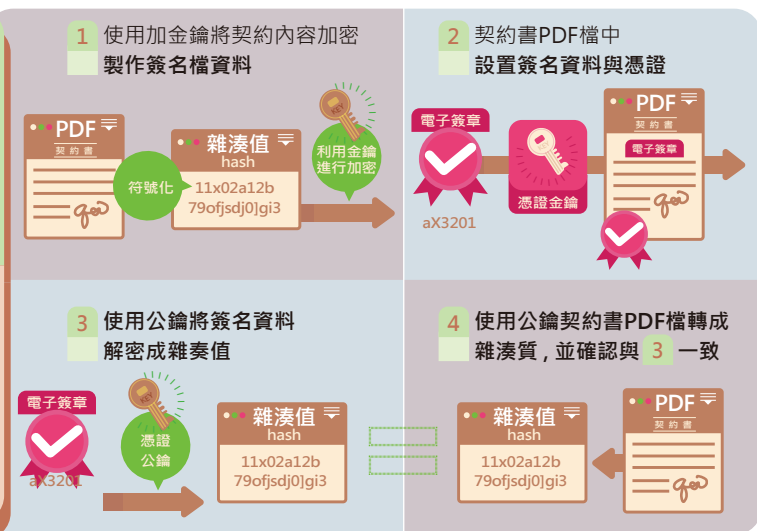 1 使用加金鑰將契約內容加密
製作簽名檔資料
PDF
契約書
符號化
雜湊值
hash
11x02a12b
79ofjsdj0]gi3
KEY
利用金鑰
進行加密
2 契約書PDF檔中
設置簽名資料與憑證
電子簽章
aX3201
憑證金鑰
PDF
契約書
電子簽章
3 使用公鑰將簽名資料
解密成雜奏值
電子簽章
aX3201
KEY
憑證
公鑰
雜湊值
hash
11x02a12b
79ofjsdj0]gi3
4 使用公鑰契約書PDF檔轉成
雜湊質,並確認與 3 一致
雜湊值
hash
11x02a12b
79ofjsdj0]gi3
PDF
契約書